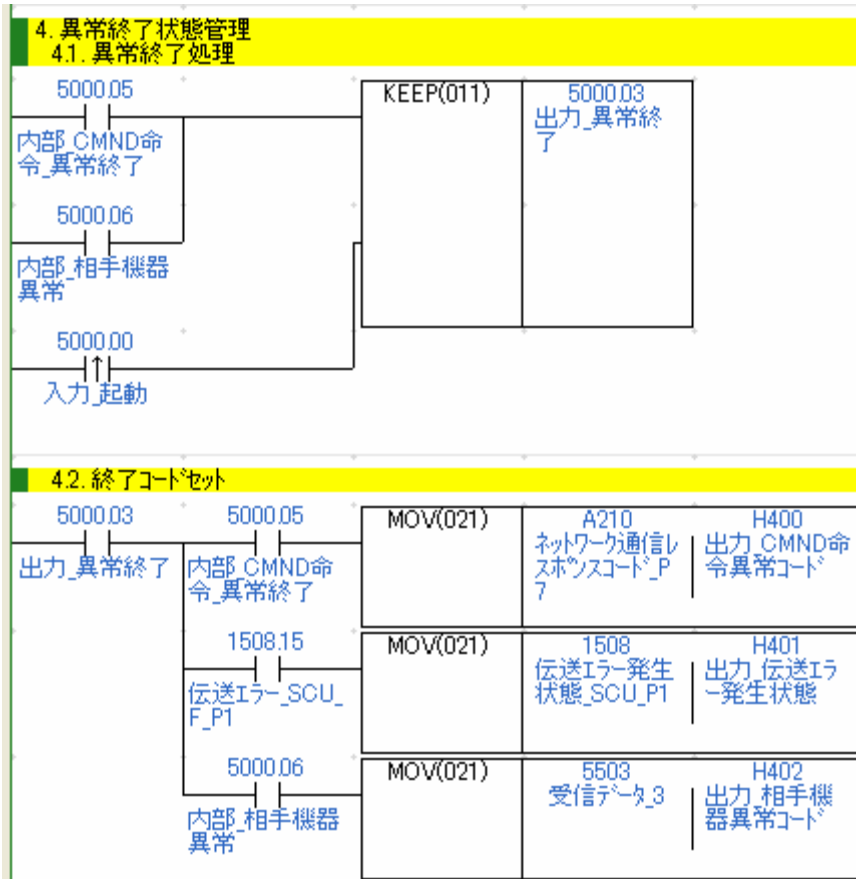 4. 異常終了状態管理
4.1. 異常終了処理
5000.05
内部_CMND命
令_異常終了
KEEP(011)
5000.03
出力_異常終
了
5000.06
内部_相手機器
異常
5000.00
入力_起動
4.2. 終了ｺｰﾄﾞｾｯﾄ
5000.03
出力_異常終了
5000.05
内部_CMND命
令_異常終了
MOV(021)
A210
ﾈｯﾄﾜｰｸ通信ﾚ
ｽﾎﾟﾝｽｺｰﾄﾞ_P
7
H400
出力_CMND命
令異常ｺｰﾄﾞ
1508.15
伝送ｴﾗｰ_SCU_
F_P1
MOV(021)
1508
伝送ｴﾗｰ発生
状態_SCU_P1
H401
出力_伝送ｴﾗ
ｰ発生状態
5000.06
内部_相手機器
異常
MOV(021)
5503
受信ﾃﾞｰﾀ_3
H402
出力_相手機
器異常ｺｰﾄﾞ